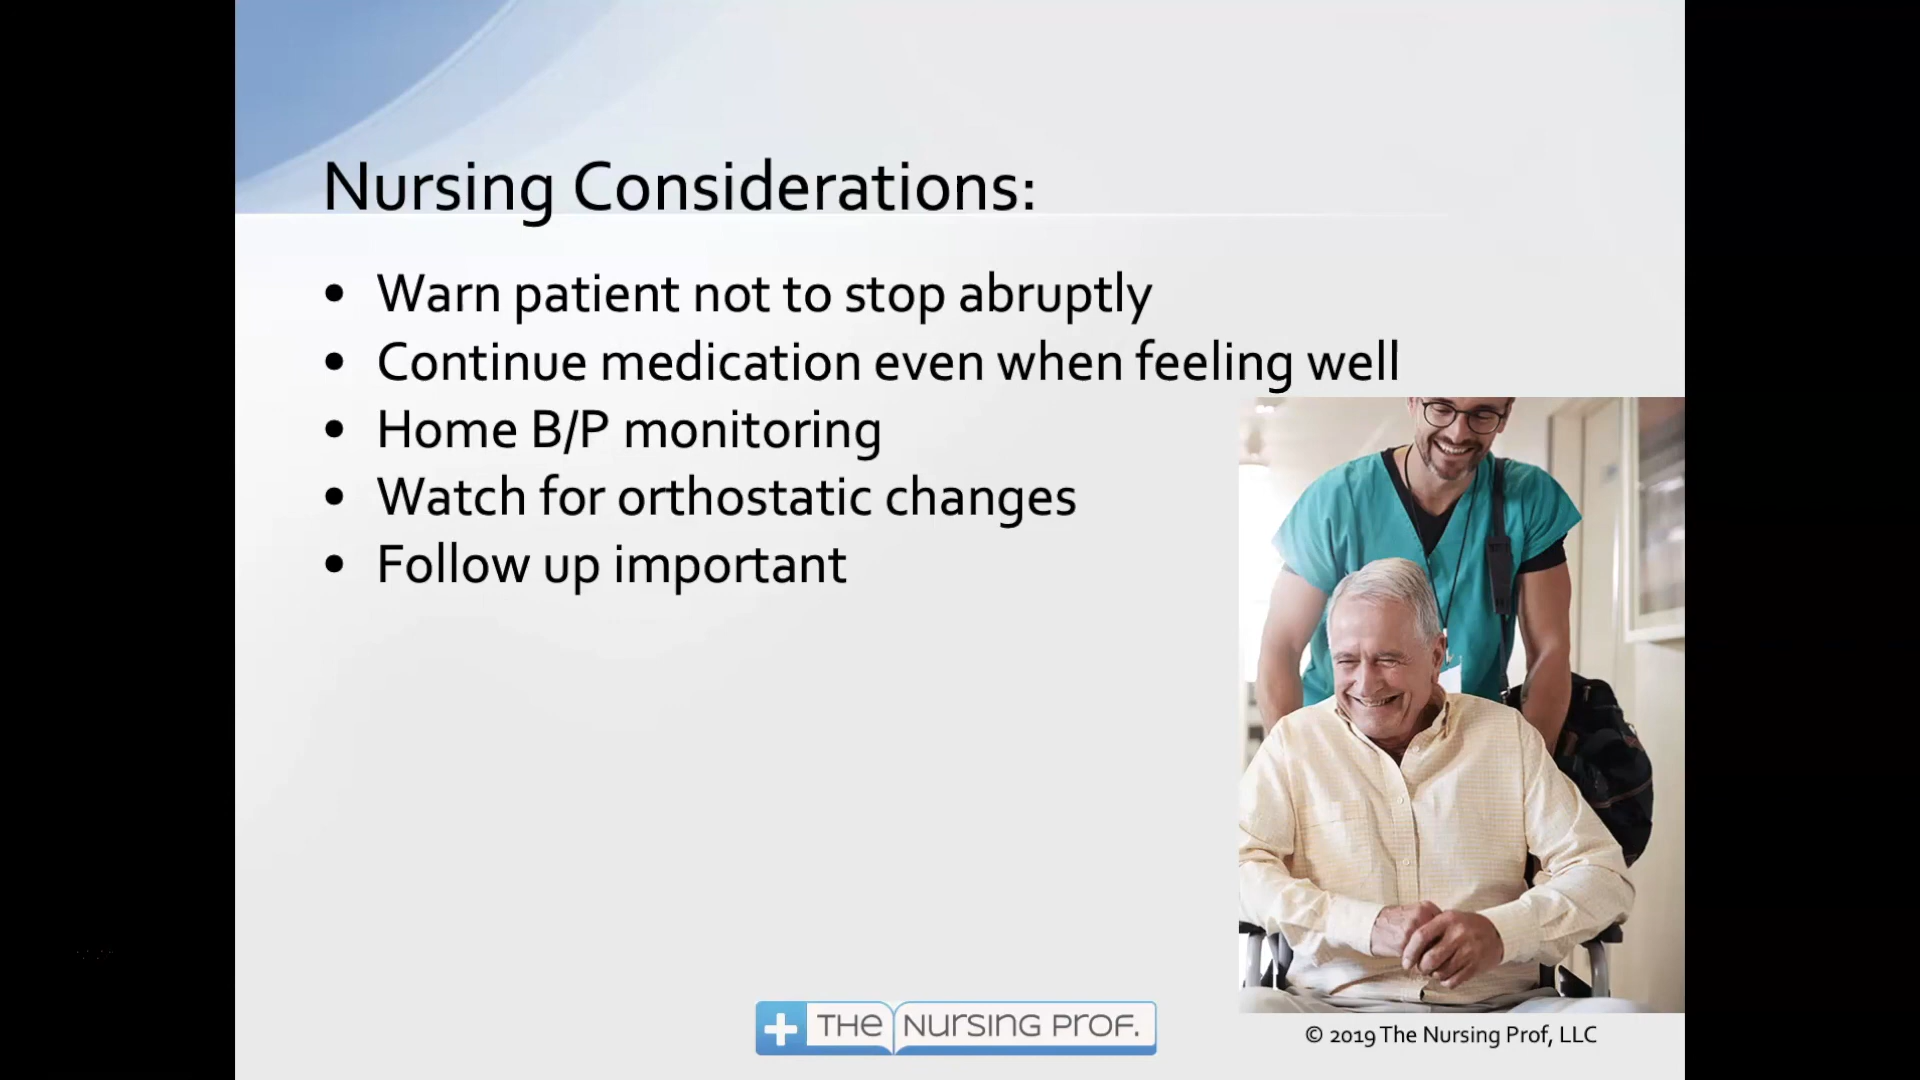 Nursing Considerations:
• Warn patient not to stop abruptly
• Continue medication even when feeling well
• Home B/P monitoring
• Watch for orthostatic changes
• Follow up important
THE NURSING PROF.
© 2019 The Nursing Prof, LLC